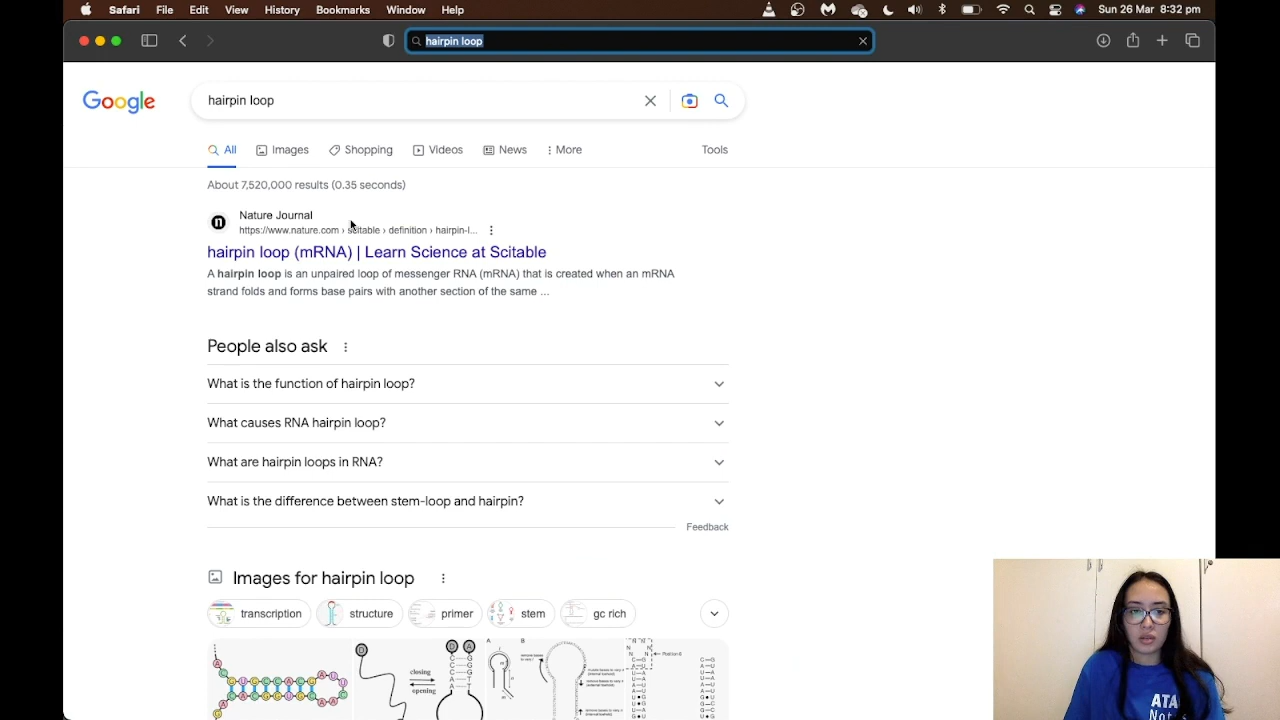 Safari File Edit View History Bookmarks Window Help Sun 26 Mar 8:32 pm
hairpin loop
Google hairpin loop
All Images Shopping Videos News More Tools
About 7,520,000 results (0.35 seconds)
n Nature Journal
https://www.nature.com › scitable › definition › hairpin-l...
hairpin loop (mRNA) | Learn Science at Scitable
A hairpin loop is an unpaired loop of messenger RNA (mRNA) that is created when an mRNA
strand folds and forms base pairs with another section of the same ...
People also ask
What is the function of hairpin loop?
What causes RNA hairpin loop?
What are hairpin loops in RNA?
What is the difference between stem-loop and hairpin?
Feedback
Images for hairpin loop
transcription structure primer stem gc rich
closing
opening
A B